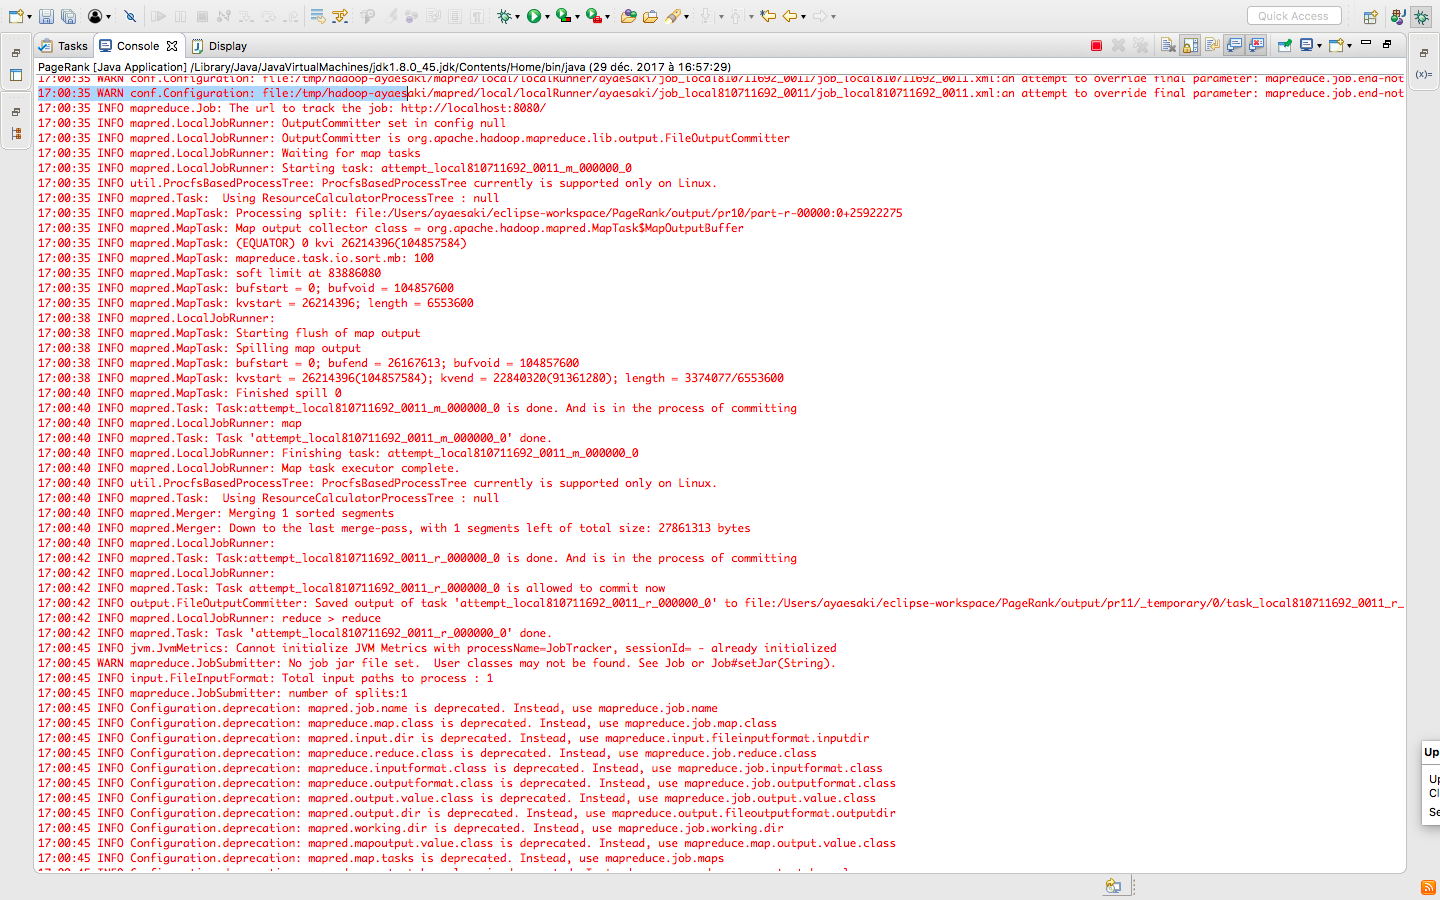 Quick Access
Tasks
Console
Display
PageRank [Java Application] /Library/Java/JavaVirtualMachines/jdk1.8.0_45.jdk/Contents/Home/bin/java (29 déc. 2017 à 16:57:29)
17:00:35 WARN conf.Configuration: file:/tmp/hadoop-ayaesaki/mapred/local/localRunner/ayaesaki/job_local810711692_0011/job_local810711692_0011.xml:an attempt to override final parameter: mapreduce.job.end-not
17:00:35 WARN conf.Configuration: file:/tmp/hadoop-ayaesaki/mapred/local/localRunner/ayaesaki/job_local810711692_0011/job_local810711692_0011.xml:an attempt to override final parameter: mapreduce.job.end-not
17:00:35 INFO mapreduce.Job: The url to track the job: http://localhost:8080/
17:00:35 INFO mapred.LocalJobRunner: OutputCommitter set in config null
17:00:35 INFO mapred.LocalJobRunner: OutputCommitter is org.apache.hadoop.mapreduce.lib.output.FileOutputCommitter
17:00:35 INFO mapred.LocalJobRunner: Waiting for map tasks
17:00:35 INFO mapred.LocalJobRunner: Starting task: attempt_local810711692_0011_m_000000_0
17:00:35 INFO util.ProcfsBasedProcessTree: ProcfsBasedProcessTree currently is supported only on Linux.
17:00:35 INFO mapred.Task:  Using ResourceCalculatorProcessTree : null
17:00:35 INFO mapred.MapTask: Processing split: file:/Users/ayaesaki/eclipse-workspace/PageRank/output/pr10/part-r-00000:0+25922275
17:00:35 INFO mapred.MapTask: Map output collector class = org.apache.hadoop.mapred.MapTask$MapOutputBuffer
17:00:35 INFO mapred.MapTask: (EQUATOR) 0 kvi 26214396(104857584)
17:00:35 INFO mapred.MapTask: mapreduce.task.io.sort.mb: 100
17:00:35 INFO mapred.MapTask: soft limit at 83886080
17:00:35 INFO mapred.MapTask: bufstart = 0; bufvoid = 104857600
17:00:35 INFO mapred.MapTask: kvstart = 26214396; length = 6553600
17:00:38 INFO mapred.LocalJobRunner:
17:00:38 INFO mapred.MapTask: Starting flush of map output
17:00:38 INFO mapred.MapTask: Spilling map output
17:00:38 INFO mapred.MapTask: bufstart = 0; bufend = 26167613; bufvoid = 104857600
17:00:38 INFO mapred.MapTask: kvstart = 26214396(104857584); kvend = 22840320(91361280); length = 3374077/6553600
17:00:40 INFO mapred.MapTask: Finished spill 0
17:00:40 INFO mapred.Task: Task:attempt_local810711692_0011_m_000000_0 is done. And is in the process of committing
17:00:40 INFO mapred.LocalJobRunner: map
17:00:40 INFO mapred.Task: Task 'attempt_local810711692_0011_m_000000_0' done.
17:00:40 INFO mapred.LocalJobRunner: Finishing task: attempt_local810711692_0011_m_000000_0
17:00:40 INFO mapred.LocalJobRunner: Map task executor complete.
17:00:40 INFO util.ProcfsBasedProcessTree: ProcfsBasedProcessTree currently is supported only on Linux.
17:00:40 INFO mapred.Task:  Using ResourceCalculatorProcessTree : null
17:00:40 INFO mapred.Merger: Merging 1 sorted segments
17:00:40 INFO mapred.Merger: Down to the last merge-pass, with 1 segments left of total size: 27861313 bytes
17:00:40 INFO mapred.LocalJobRunner:
17:00:42 INFO mapred.Task: Task:attempt_local810711692_0011_r_000000_0 is done. And is in the process of committing
17:00:42 INFO mapred.LocalJobRunner:
17:00:42 INFO mapred.Task: Task attempt_local810711692_0011_r_000000_0 is allowed to commit now
17:00:42 INFO output.FileOutputCommitter: Saved output of task 'attempt_local810711692_0011_r_000000_0' to file:/Users/ayaesaki/eclipse-workspace/PageRank/output/pr11/_temporary/0/task_local810711692_0011_r_
17:00:42 INFO mapred.LocalJobRunner: reduce > reduce
17:00:42 INFO mapred.Task: Task 'attempt_local810711692_0011_r_000000_0' done.
17:00:45 INFO jvm.JvmMetrics: Cannot initialize JVM Metrics with processName=JobTracker, sessionId= - already initialized
17:00:45 WARN mapreduce.JobSubmitter: No job jar file set.  User classes may not be found. See Job or Job#setJar(String).
17:00:45 INFO input.FileInputFormat: Total input paths to process : 1
17:00:45 INFO mapreduce.JobSubmitter: number of splits:1
17:00:45 INFO Configuration.deprecation: mapred.job.name is deprecated. Instead, use mapreduce.job.name
17:00:45 INFO Configuration.deprecation: mapreduce.map.class is deprecated. Instead, use mapreduce.job.map.class
17:00:45 INFO Configuration.deprecation: mapred.input.dir is deprecated. Instead, use mapreduce.input.fileinputformat.inputdir
17:00:45 INFO Configuration.deprecation: mapreduce.reduce.class is deprecated. Instead, use mapreduce.job.reduce.class
17:00:45 INFO Configuration.deprecation: mapreduce.inputformat.class is deprecated. Instead, use mapreduce.job.inputformat.class
17:00:45 INFO Configuration.deprecation: mapreduce.outputformat.class is deprecated. Instead, use mapreduce.job.outputformat.class
17:00:45 INFO Configuration.deprecation: mapred.output.value.class is deprecated. Instead, use mapreduce.job.output.value.class
17:00:45 INFO Configuration.deprecation: mapred.output.dir is deprecated. Instead, use mapreduce.output.fileoutputformat.outputdir
17:00:45 INFO Configuration.deprecation: mapred.working.dir is deprecated. Instead, use mapreduce.job.working.dir
17:00:45 INFO Configuration.deprecation: mapred.mapoutput.value.class is deprecated. Instead, use mapreduce.map.output.value.class
17:00:45 INFO Configuration.deprecation: mapred.map.tasks is deprecated. Instead, use mapreduce.job.maps
(x)=
Up
Up
Cl
Se